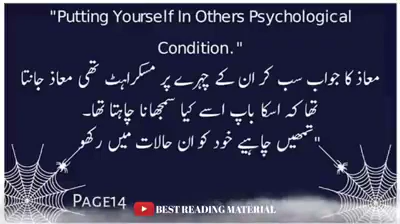 "Putting Yourself In Others Psychological
Condition."
معاذ کا جواب سب کر ان کے چہرے پر مسکراہٹ تھی معاذ جانتا
تھا کہ اسکا باپ اسے کیا سمجھانا چاہتا تھا۔
"تمھیں چاہیے خود کو ان حالات میں رکھو
PAGE14
BEST READING MATERIAL